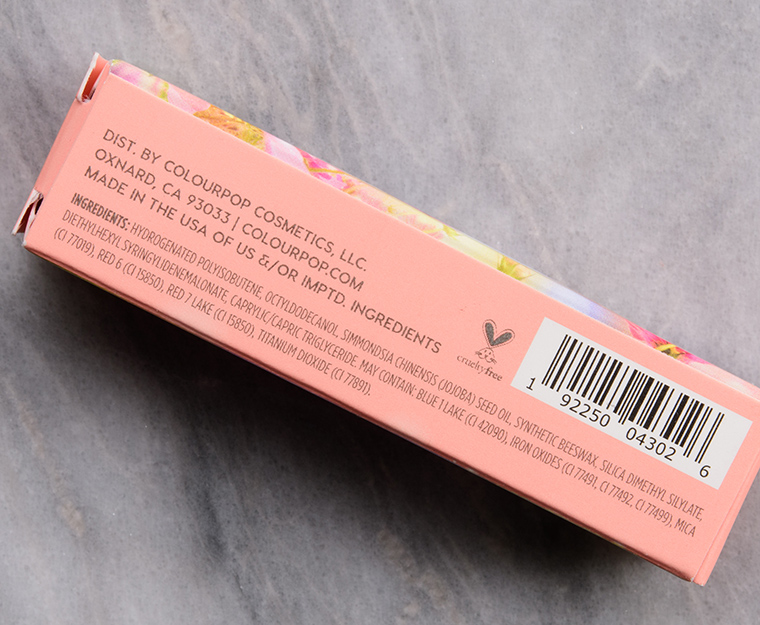 DIST. BY COLOURPOP COSMETICS, LLC.
OXNARD, CA 93033 | COLOURPOP.COM
MADE IN THE USA OF US &/OR IMPTD. INGREDIENTS
INGREDIENTS: HYDROGENATED POLYISOBUTENE, OCTYLDODECANOL, SIMMONDSIA CHINENSIS (JOJOBA) SEED OIL, SYNTHETIC BEESWAX, SILICA DIMETHYL SILYLATE,
DIETHYLHEXYL SYRINGYLIDENEMALONATE, CAPRYLIC/CAPRIC TRIGLYCERIDE. MAY CONTAIN: BLUE 1 LAKE (CI 42090), IRON OXIDES (CI 77491, CI 77492, CI 77499), MICA
(CI 77019), RED 6 (CI 15850), RED 7 LAKE (CI 15850), TITANIUM DIOXIDE (CI 77891).
crueltyfree
1 92250 04302 6